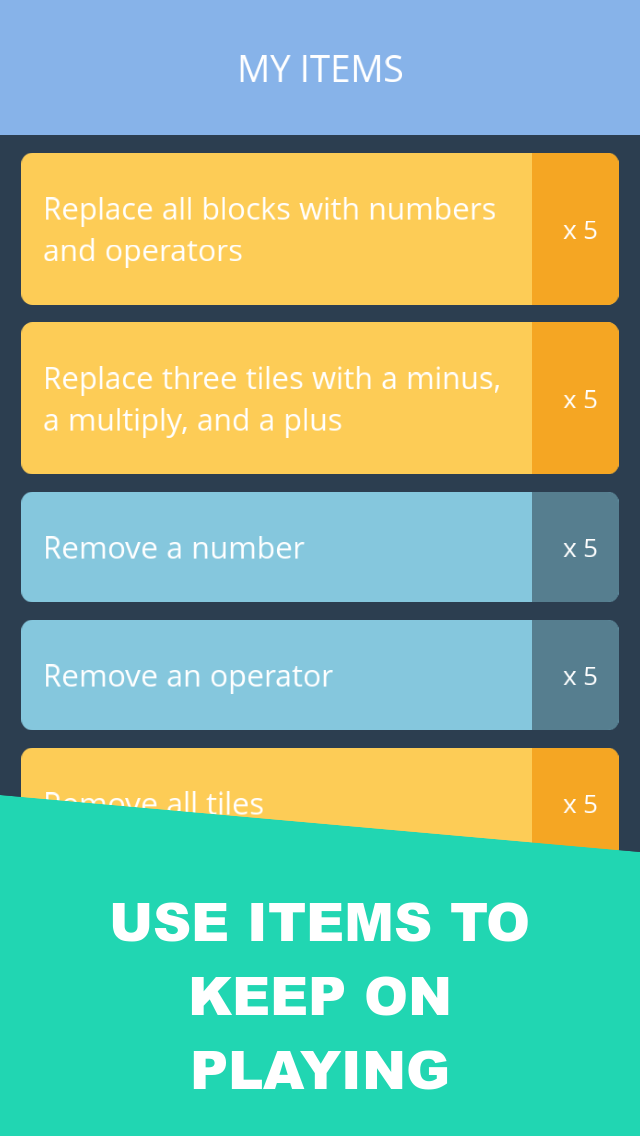 MY ITEMS
Replace all blocks with numbers
and operators
x 5
Replace three tiles with a minus,
a multiply, and a plus
x 5
Remove a number
x 5
Remove an operator
x 5
Remove all tiles
x 5
USE ITEMS TO
KEEP ON
PLAYING